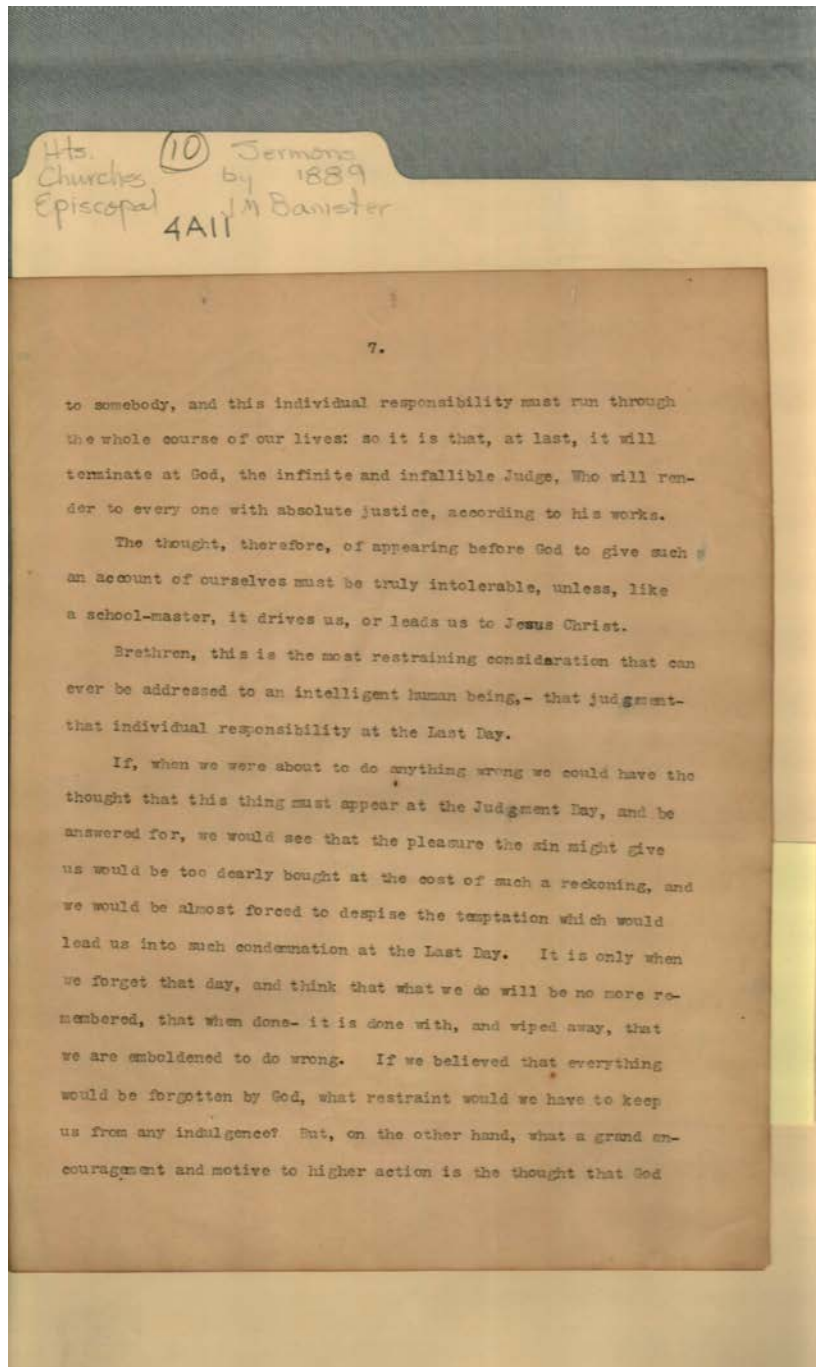 Hts. (10) Sermons
Churches by 1889
Episcopal J M Banister
4A11
7.
to somebody, and this individual responsibility must run through
the whole course of our lives: so it is that, at last, it will
terminate at God, the infinite and infallible Judge, Who will ren-
der to every one with absolute justice, according to his works.
The thought, therefore, of appearing before God to give such
an account of ourselves must be truly intolerable, unless, like
a school-master, it drives us, or leads us to Jesus Christ.
Brethren, this is the most restraining consideration that can
ever be addressed to an intelligent human being,- that judgment-
that individual responsibility at the Last Day.
If, when we were about to do anything wrong we could have the
thought that this thing must appear at the Judgment Day, and be
answered for, we would see that the pleasure the sin might give
us would be too dearly bought at the cost of such a reckoning, and
we would be almost forced to despise the temptation which would
lead us into such condemnation at the Last Day. It is only when
we forget that day, and think that what we do will be no more re-
membered, that when done- it is done with, and wiped away, that
we are emboldened to do wrong. If we believed that everything
would be forgotten by God, what restraint would we have to keep
us from any indulgence? But, on the other hand, what a grand en-
couragement and motive to higher action is the thought that God